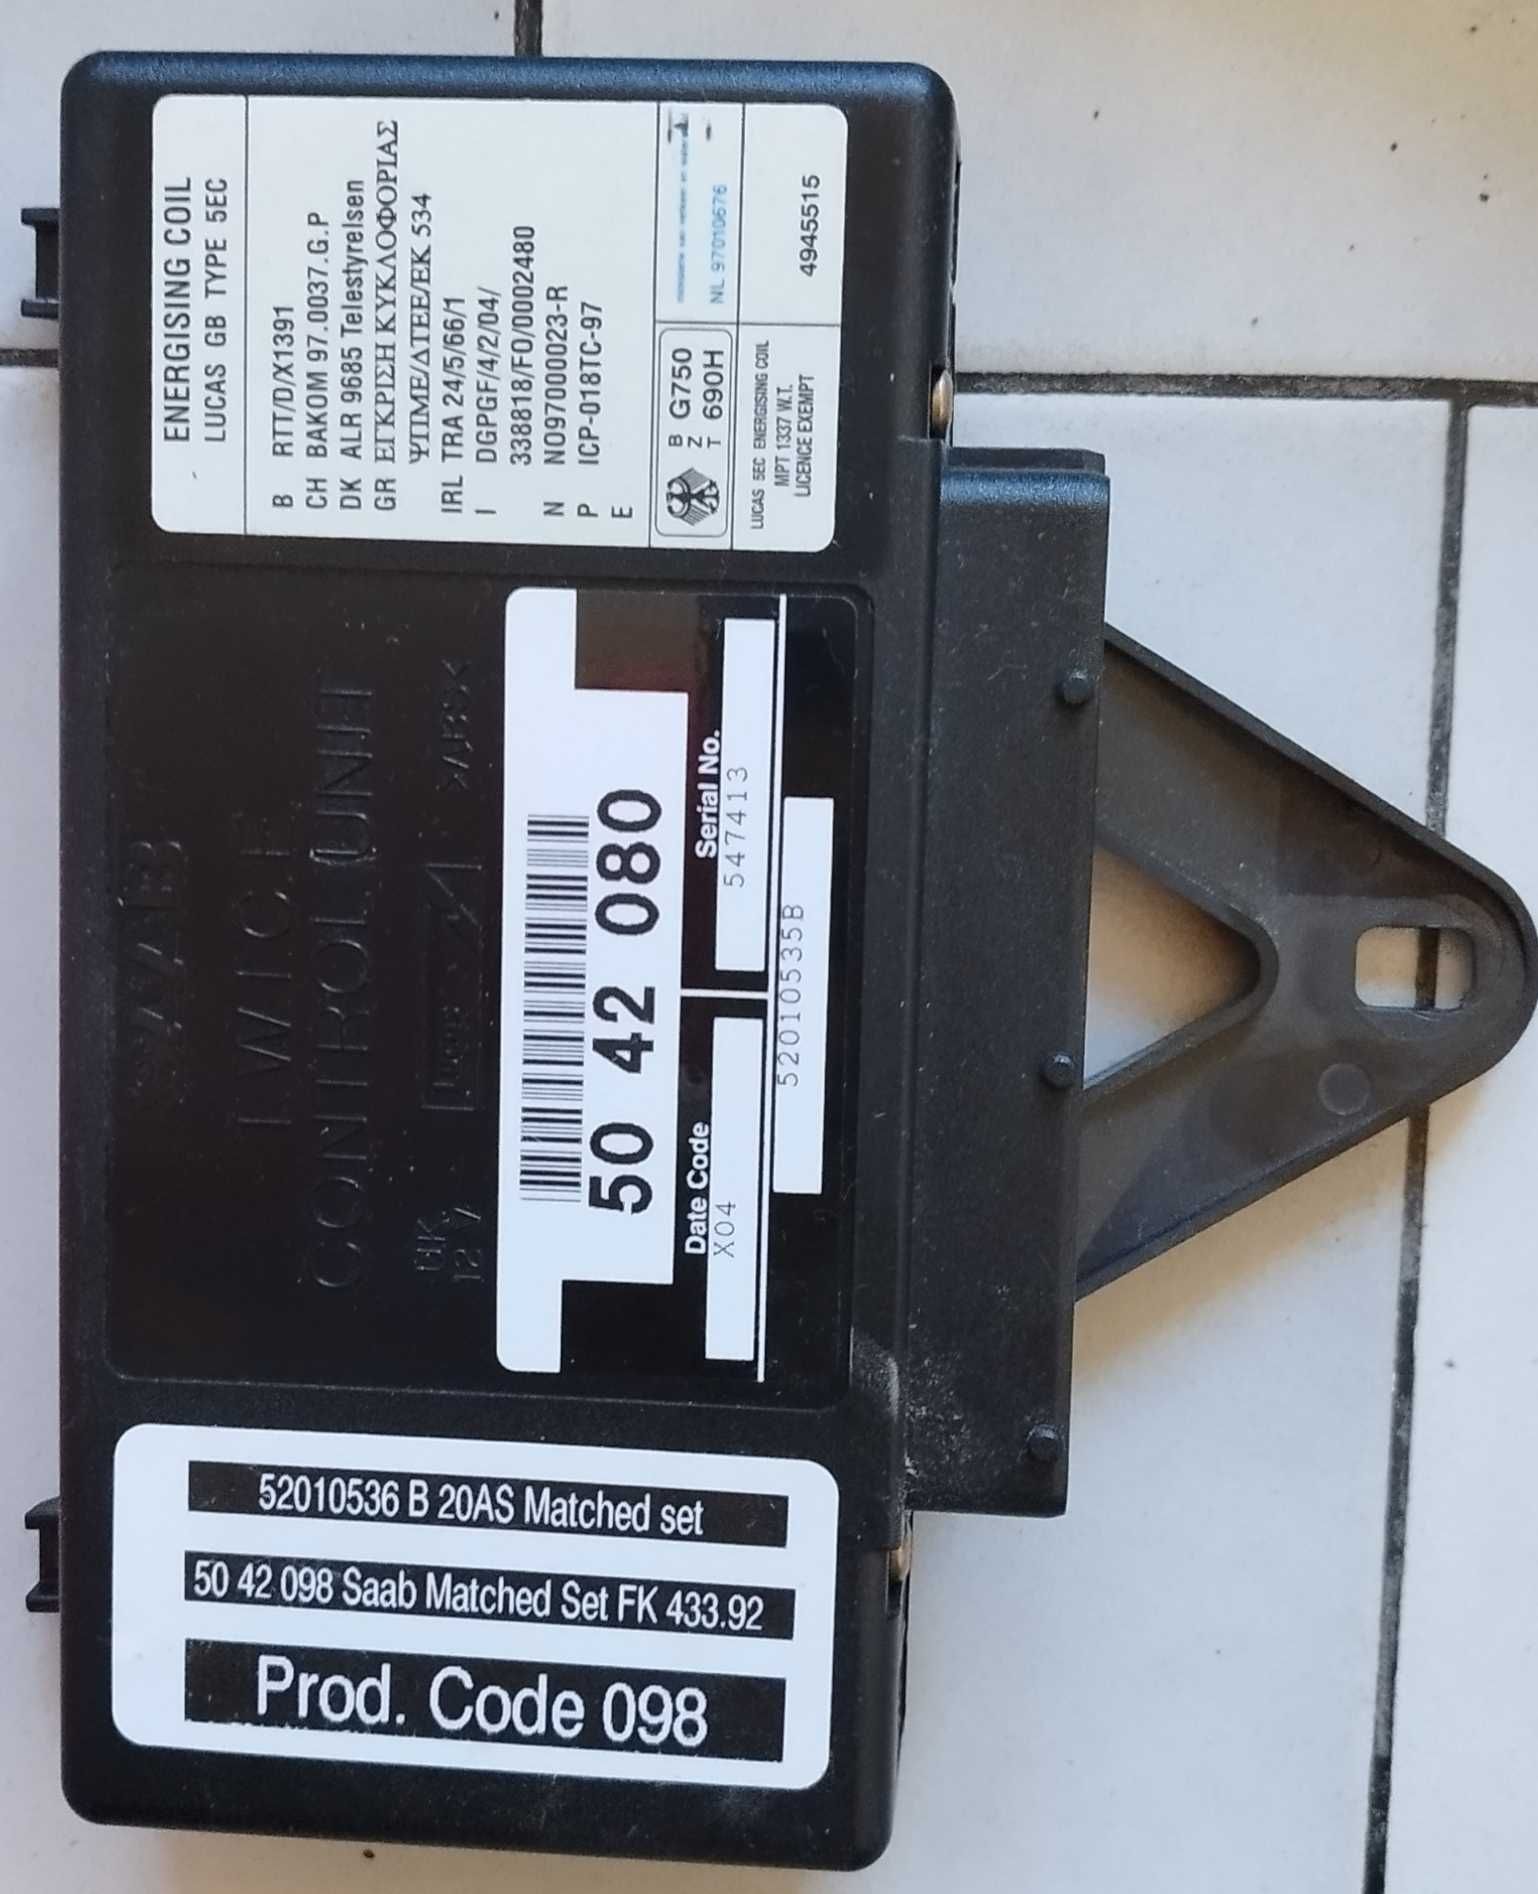 ENERGISING COIL
LUCAS GB TYPE 5EC
B RTT/D/X1391
CH BAKOM 97.0037.G.P
DK ALR 9685 Telestyrelsen
GR ΕΓΚΡΙΣΗ ΚΥΚΛΟΦΟΡΙΑΣ
ΨΠΜΕ/ΔΤΕΕ/ΕΚ 534
IRL TRA 24/5/66/1
I DGPGF/4/2/04/
338818/FO/0002480
N NO97000023-R
P ICP-018TC-97
E
B Z T G750 690H
NL 97010676
LUCAS 5EC ENERGISING COIL
MPT 1337 W.T.
LICENCE EXEMPT
4945515
SAAB
TWICE
CONTROL UNIT
UK
12V
Lucas
>ABS<
50 42 080
Date Code
X04
Serial No.
547413
52010535B
52010536 B 20AS Matched set
50 42 098 Saab Matched Set FK 433.92
Prod. Code 098